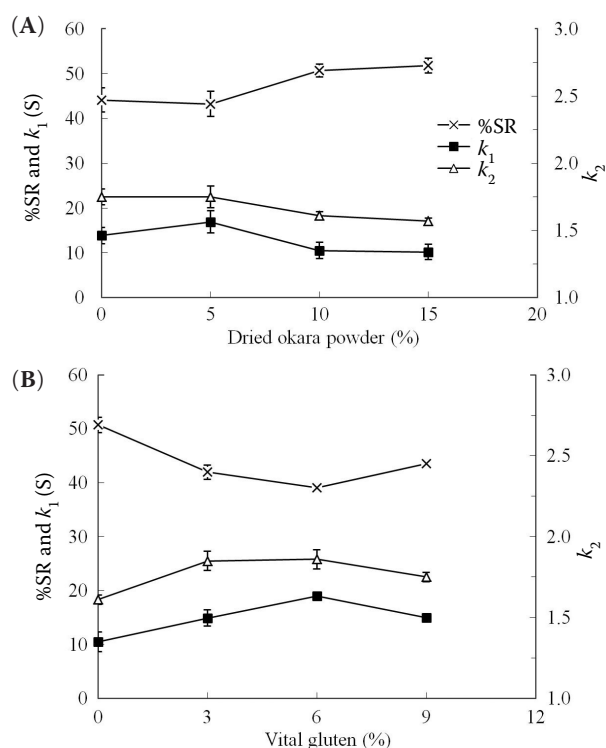 (A)
60
50
40
30
20
10
0
%SR and k1 (S)
3.0
2.5
2.0
1.5
1.0
k2
%SR
k1
k2
0 5 10 15 20
Dried okara powder (%)
(B)
60
50
40
30
20
10
0
%SR and k1 (S)
3.0
2.5
2.0
1.5
1.0
k2
0 3 6 9 12
Vital gluten (%)